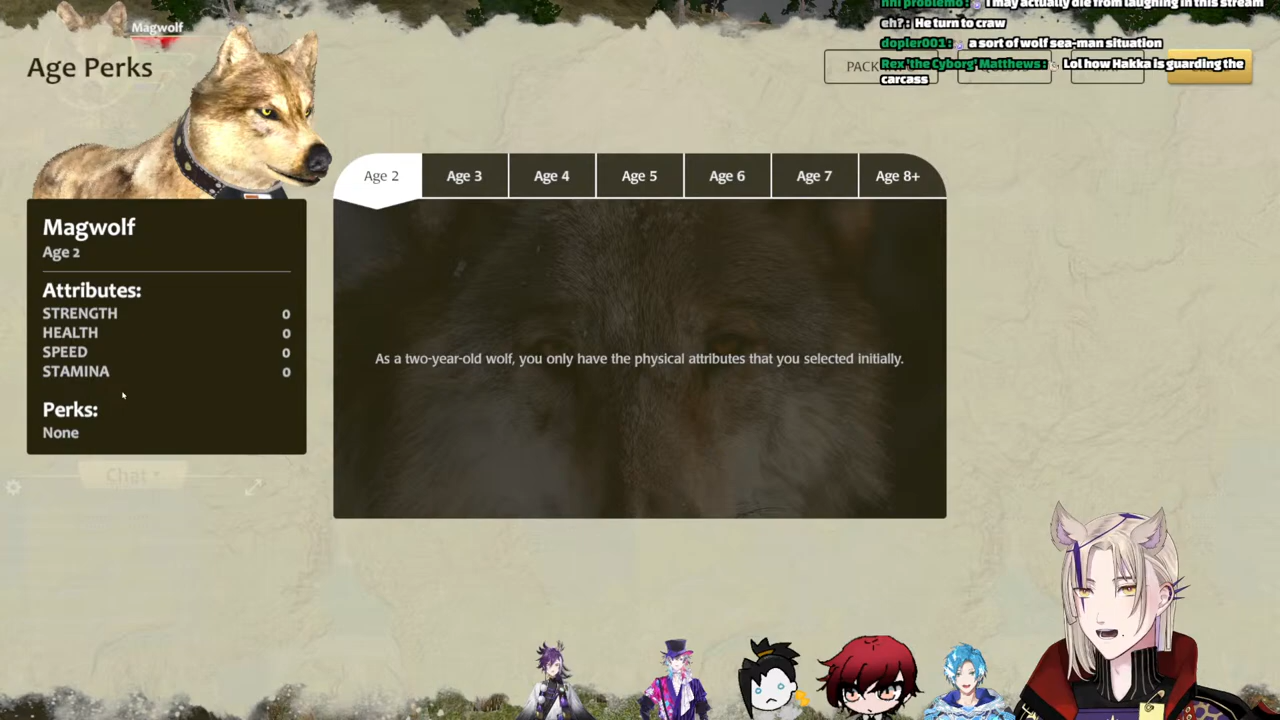 Magwolf
Age Perks
PACK
hni problemo: I may actually die from laughing in this stream
eh?: He turn to craw
dopler001: a sort of wolf sea-man situation
Rex 'the Cyborg' Matthews: Lol how Hakka is guarding the
carcass
Age 2
Age 3
Age 4
Age 5
Age 6
Age 7
Age 8+
Magwolf
Age 2
Attributes:
STRENGTH 0
HEALTH 0
SPEED 0
STAMINA 0
Perks:
None
As a two-year-old wolf, you only have the physical attributes that you selected initially.
Chat